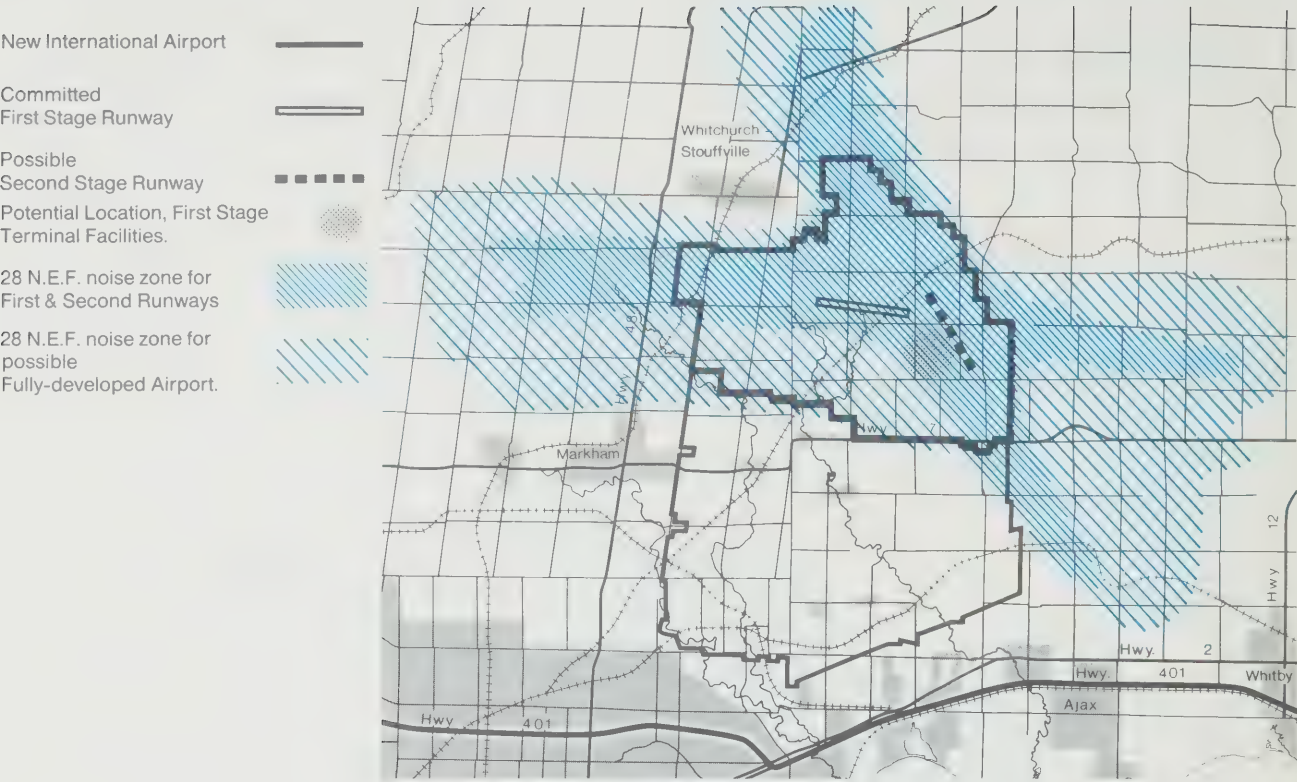 New International Airport
Committed
First Stage Runway
Possible
Second Stage Runway
Potential Location, First Stage
Terminal Facilities.
28 N.E.F. noise zone for
First & Second Runways
28 N.E.F. noise zone for
possible
Fully-developed Airport.
Whitchurch
Stouffville
Hwy 48
Hwy 7
Markham
Hwy 12
Hwy. 2
Hwy. 401
Whitby
Ajax
Hwy 401